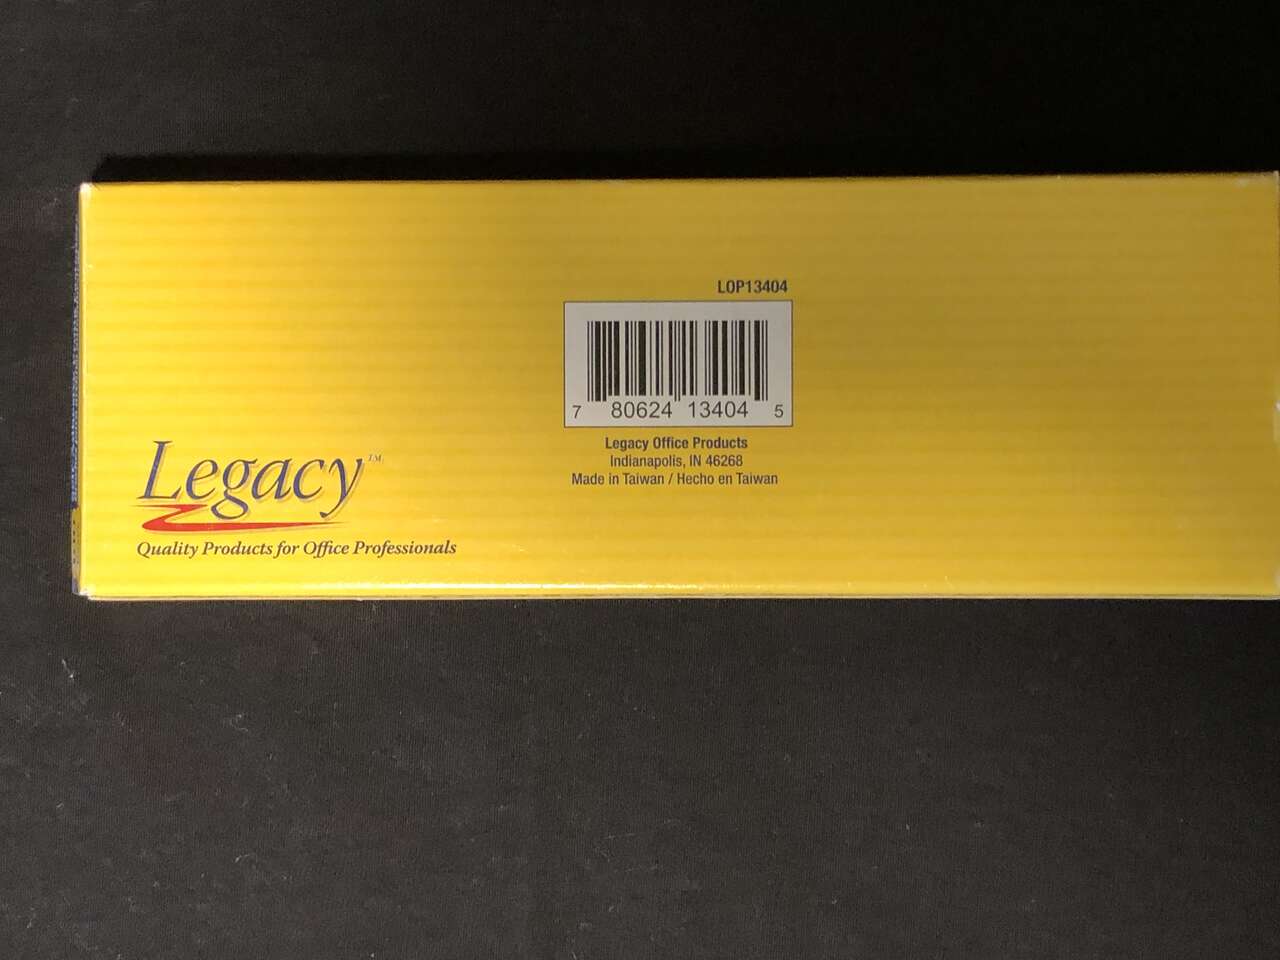 LOP13404
7 80624 13404 5
Legacy Office Products
Indianapolis, IN 46268
Made in Taiwan / Hecho en Taiwan
Legacy™
Quality Products for Office Professionals